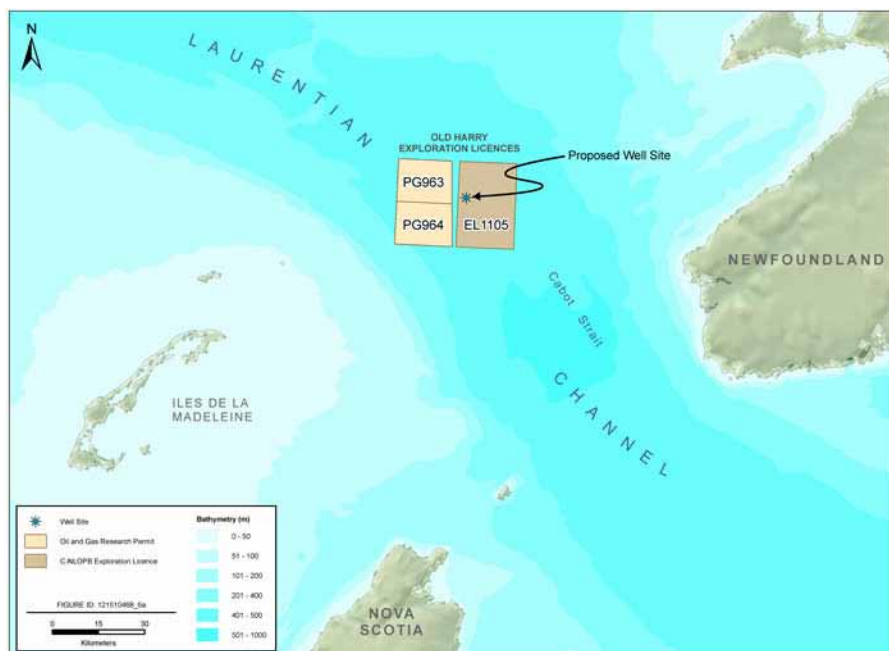 N
LAURENTIAN
OLD HARRY
EXPLORATION LICENCES
Proposed Well Site
PG963
PG964
EL1105
NEWFOUNDLAND
Cabot Strait
CHANNEL
ILES DE LA
MADELEINE
NOVA
SCOTIA
Well Site
Oil and Gas Research Permit
C-NLOPB Exploration Licence
FIGURE ID: 121510468_6a
0 15 30
Kilometers
Bathymetry (m)
0 - 50
51 - 100
101 - 200
201 - 400
401 - 500
501 - 1000